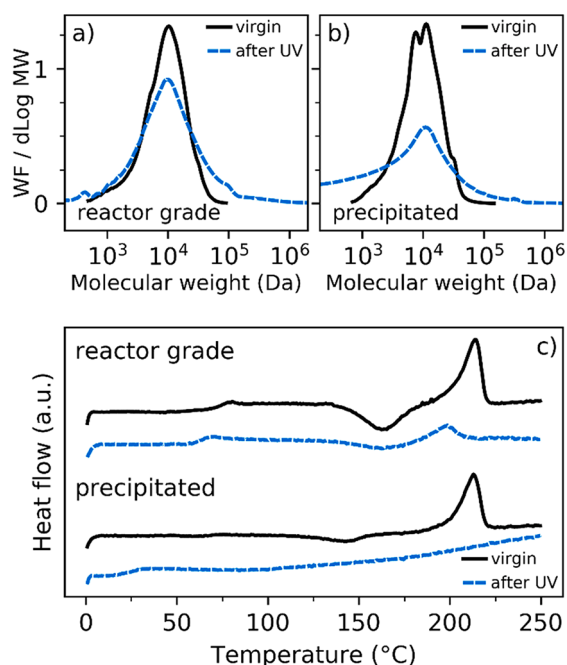 a)
virgin
after UV
1
0
WF / dLog MW
reactor grade
10³ 10⁴ 10⁵ 10⁶
Molecular weight (Da)
b)
virgin
after UV
precipitated
10³ 10⁴ 10⁵ 10⁶
Molecular weight (Da)
c)
reactor grade
precipitated
Heat flow (a.u.)
virgin
after UV
0 50 100 150 200 250
Temperature (°C)